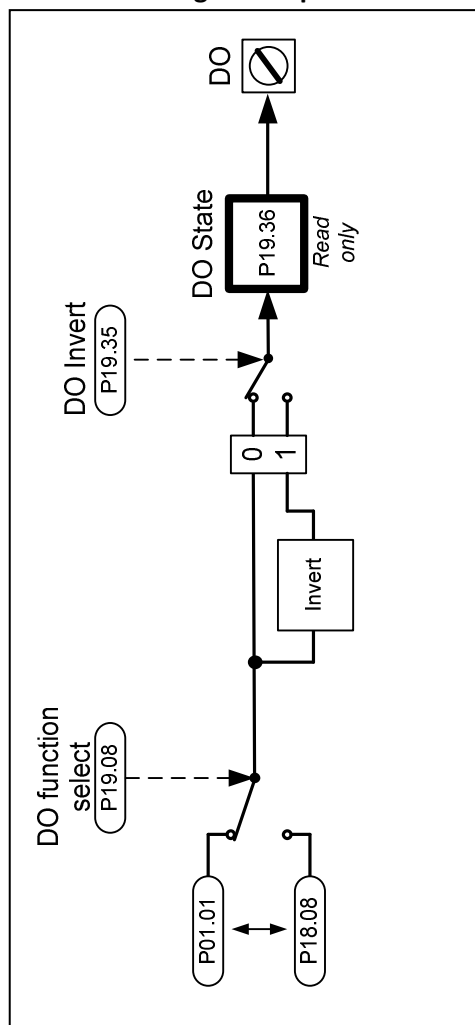 DO function
select
P19.08
P01.01
P18.08
Invert
0
1
DO Invert
P19.35
DO State
P19.36
Read
only
DO